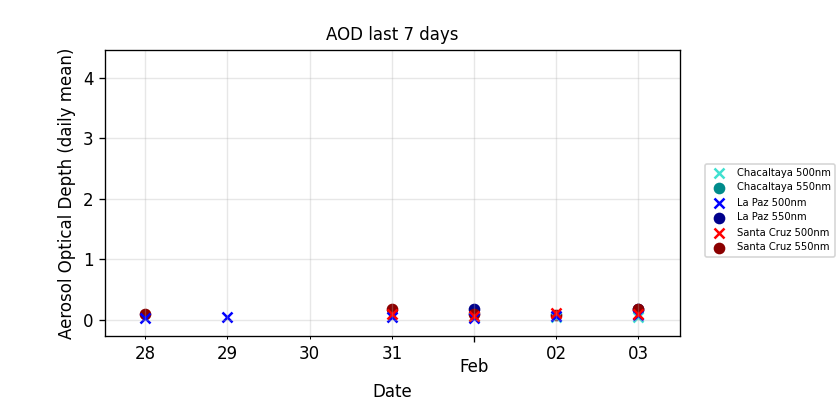 AOD last 7 days
Aerosol Optical Depth (daily mean)
4
3
2
1
0
28 29 30 31 Feb 02 03
Date
Chacaltaya 500nm
Chacaltaya 550nm
La Paz 500nm
La Paz 550nm
Santa Cruz 500nm
Santa Cruz 550nm